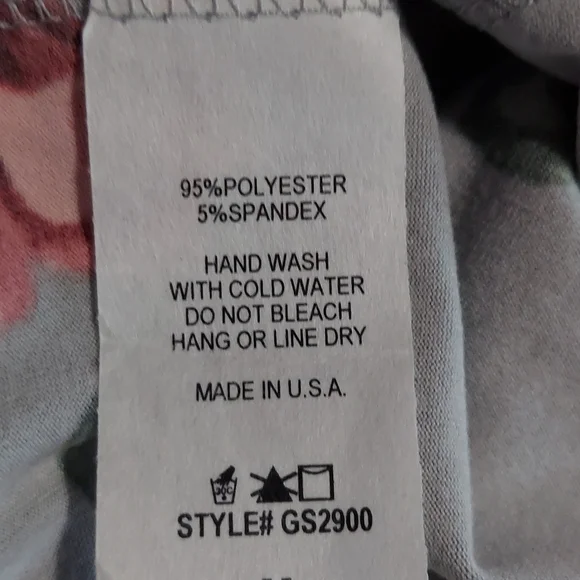 95%POLYESTER
5%SPANDEX
HAND WASH
WITH COLD WATER
DO NOT BLEACH
HANG OR LINE DRY
MADE IN U.S.A.
STYLE# GS2900